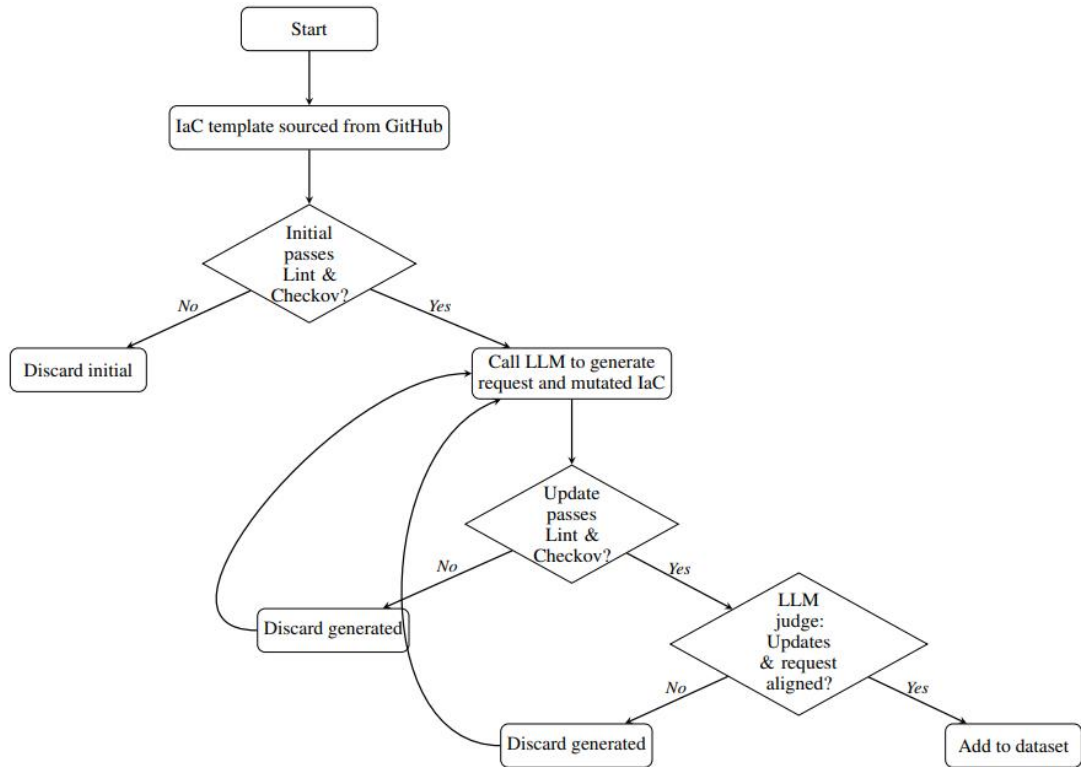 Start
IaC template sourced from GitHub
Initial
passes
Lint &
Checkov?
No
Yes
Discard initial
Call LLM to generate
request and mutated IaC
Update
passes
Lint &
Checkov?
No
Yes
Discard generated
LLM
judge:
Updates
& request
aligned?
No
Yes
Discard generated
Add to dataset